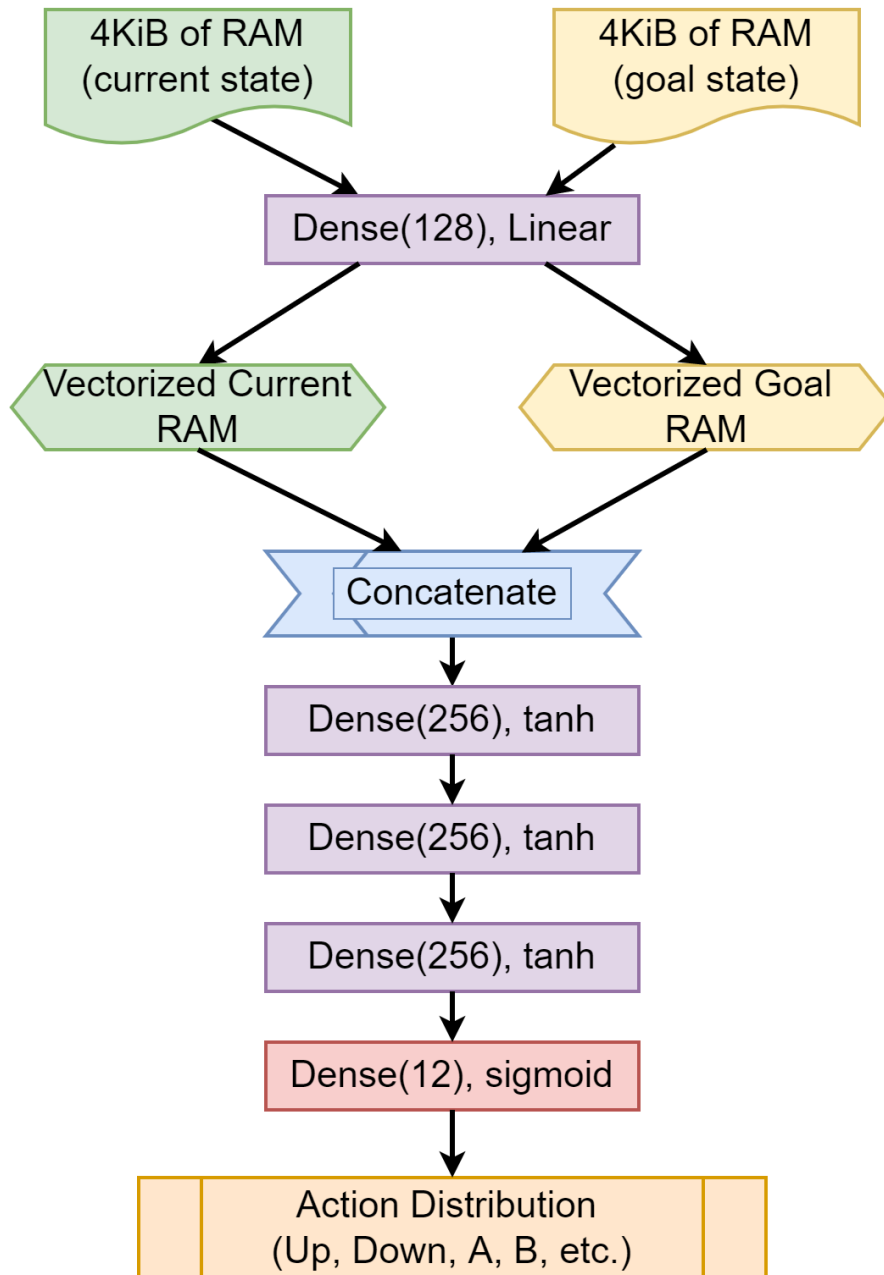 4KiB of RAM
(current state)
4KiB of RAM
(goal state)
Dense(128), Linear
Vectorized Current
RAM
Vectorized Goal
RAM
Concatenate
Dense(256), tanh
Dense(256), tanh
Dense(256), tanh
Dense(12), sigmoid
Action Distribution
(Up, Down, A, B, etc.)